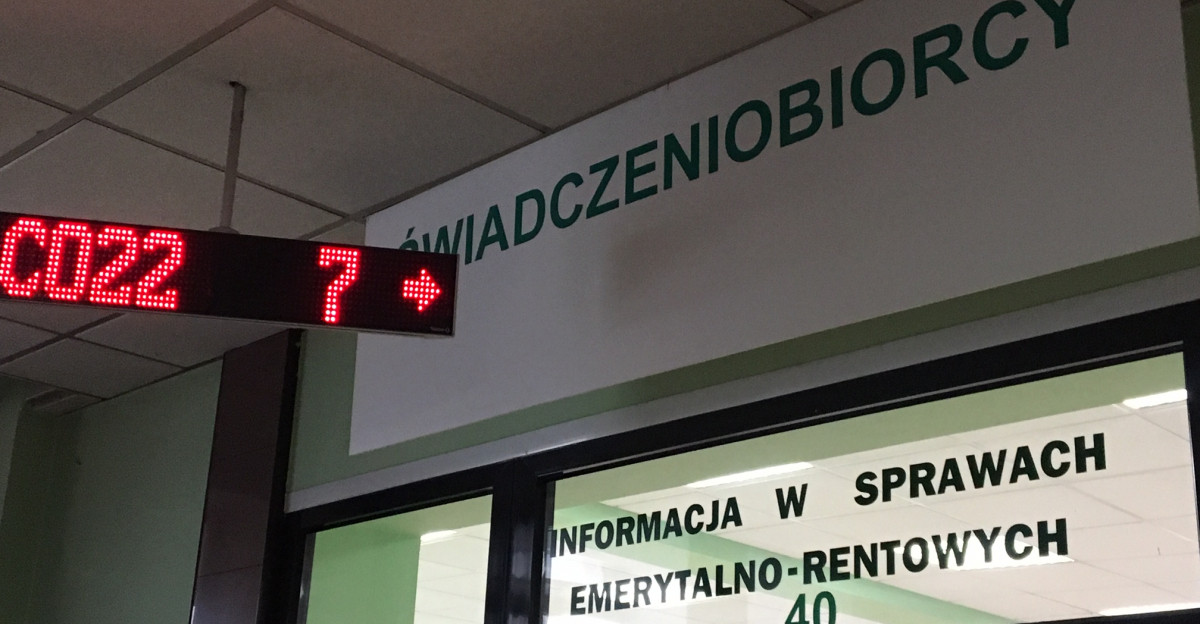 ŚWIADCZENIOBIORCY
C022 7 →
INFORMACJA W SPRAWACH
EMERYTALNO-RENTOWYCH
40